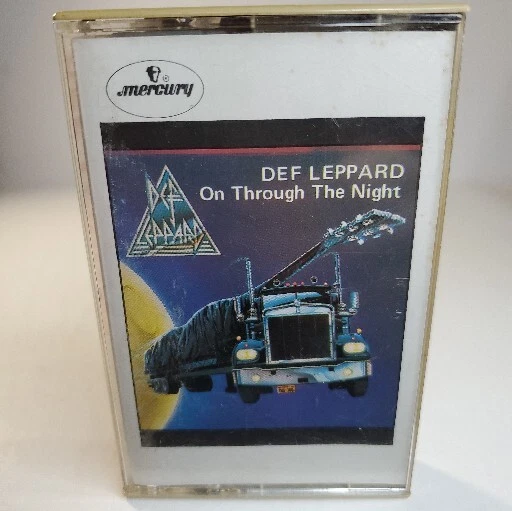 mercury
®
DEF LEPPARD
On Through The Night
DEF
LEPPARD